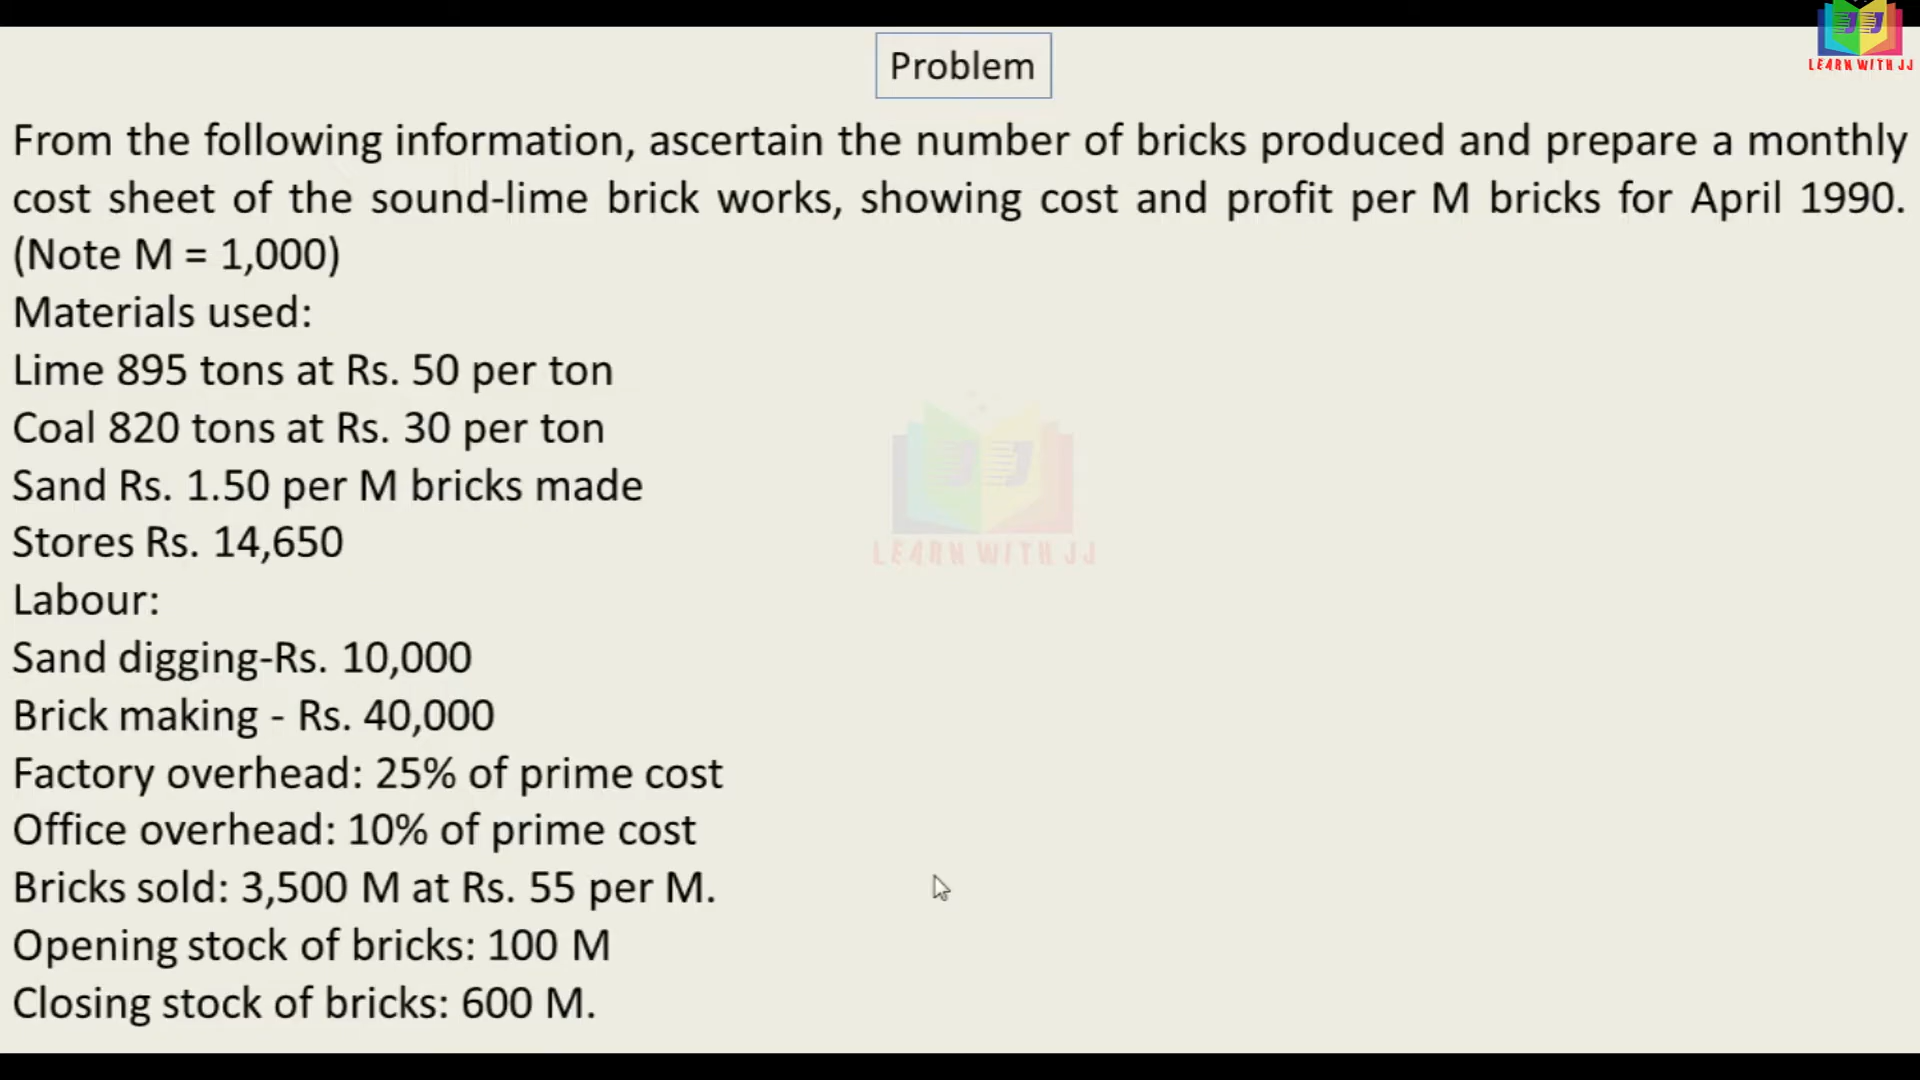 Problem
LEARN WITH JJ
From the following information, ascertain the number of bricks produced and prepare a monthly
cost sheet of the sound-lime brick works, showing cost and profit per M bricks for April 1990.
(Note M = 1,000)
Materials used:
Lime 895 tons at Rs. 50 per ton
Coal 820 tons at Rs. 30 per ton
Sand Rs. 1.50 per M bricks made
Stores Rs. 14,650
LEARN WITH JJ
Labour:
Sand digging-Rs. 10,000
Brick making - Rs. 40,000
Factory overhead: 25% of prime cost
Office overhead: 10% of prime cost
Bricks sold: 3,500 M at Rs. 55 per M.
Opening stock of bricks: 100 M
Closing stock of bricks: 600 M.